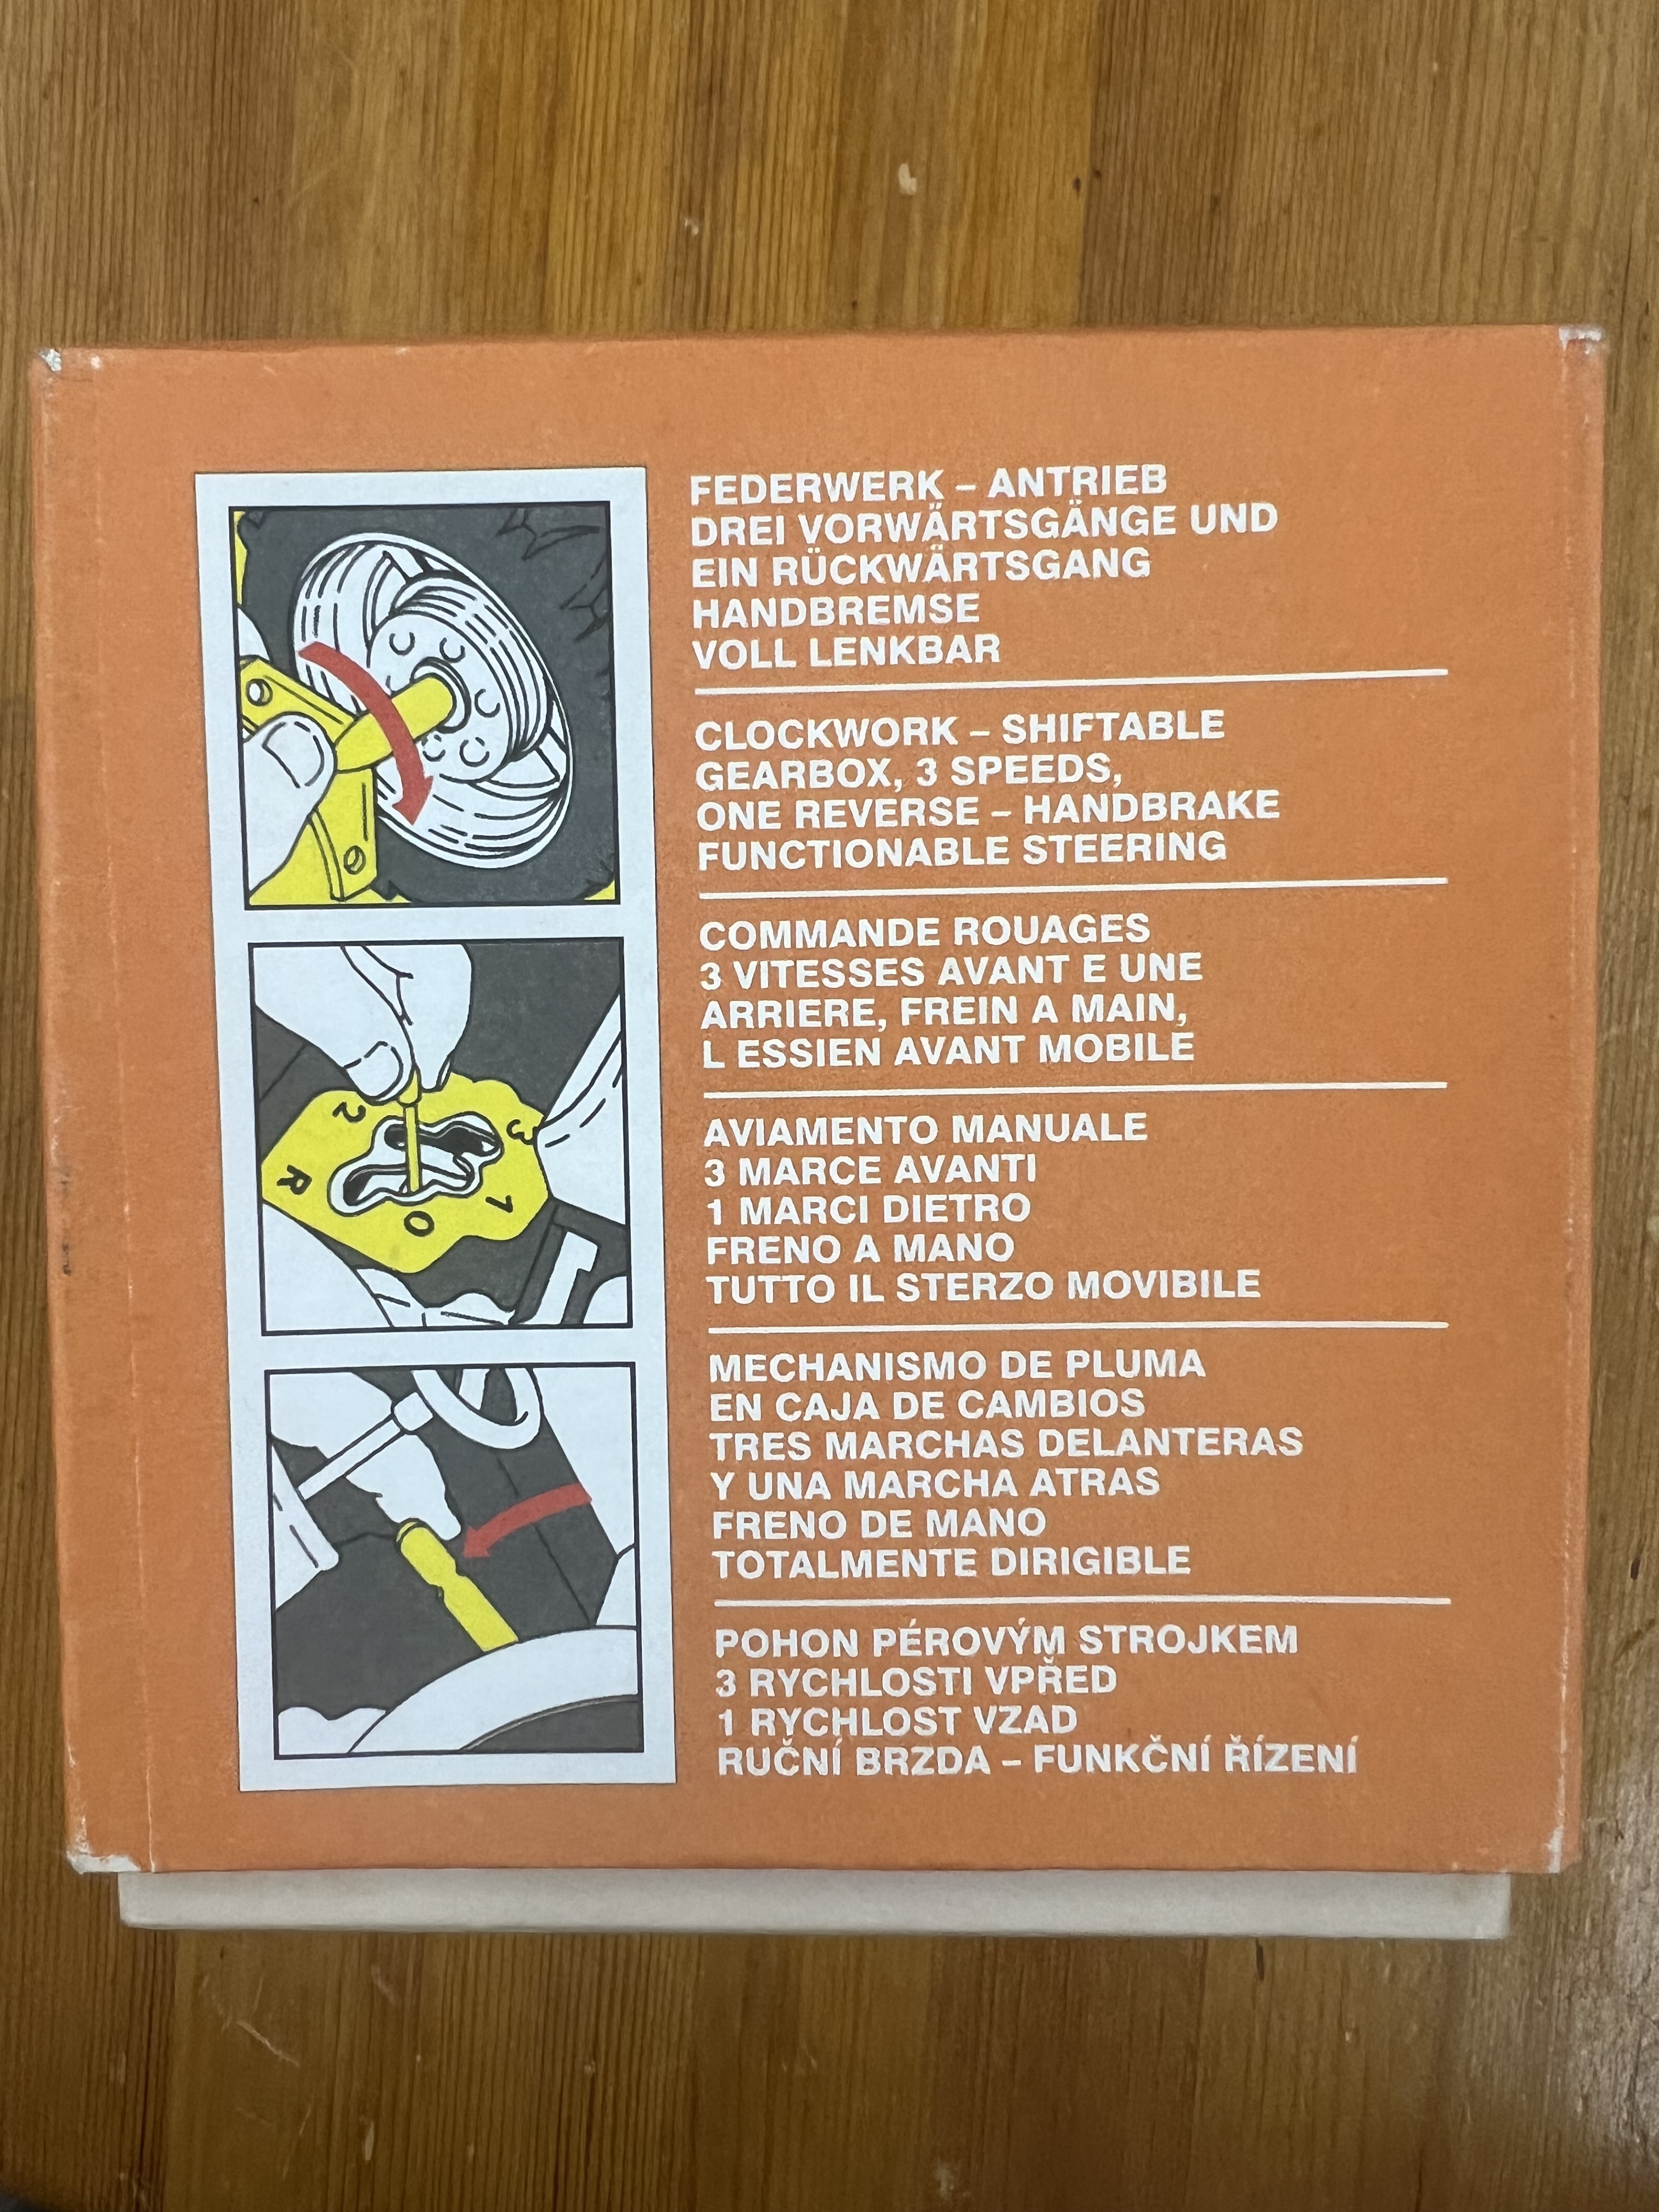 FEDERWERK – ANTRIEB
DREI VORWÄRTSGÄNGE UND
EIN RÜCKWÄRTSGANG
HANDBREMSE
VOLL LENKBAR
CLOCKWORK – SHIFTABLE
GEARBOX, 3 SPEEDS,
ONE REVERSE – HANDBRAKE
FUNCTIONABLE STEERING
COMMANDE ROUAGES
3 VITESSES AVANT E UNE
ARRIERE, FREIN A MAIN,
L ESSIEN AVANT MOBILE
2
3
R
1
0
AVIAMENTO MANUALE
3 MARCE AVANTI
1 MARCI DIETRO
FRENO A MANO
TUTTO IL STERZO MOVIBILE
MECHANISMO DE PLUMA
EN CAJA DE CAMBIOS
TRES MARCHAS DELANTERAS
Y UNA MARCHA ATRAS
FRENO DE MANO
TOTALMENTE DIRIGIBLE
POHON PÉROVÝM STROJKEM
3 RYCHLOSTI VPŘED
1 RYCHLOST VZAD
RUČNÍ BRZDA – FUNKČNÍ ŘÍZENÍ